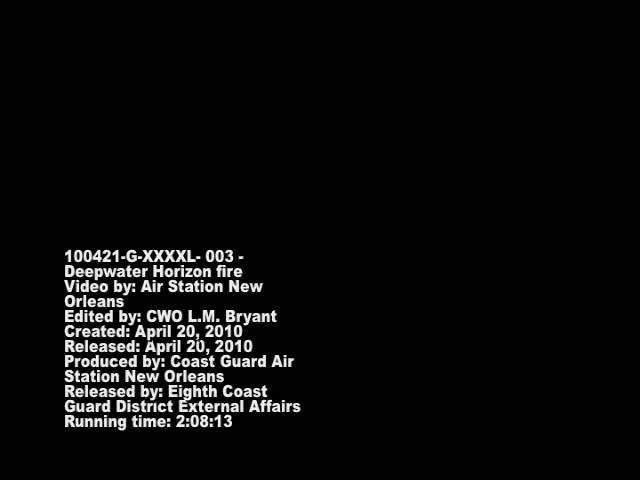 100421-G-XXXXL- 003 -
Deepwater Horizon fire
Video by: Air Station New
Orleans
Edited by: CWO L.M. Bryant
Created: April 20, 2010
Released: April 20, 2010
Produced by: Coast Guard Air
Station New Orleans
Released by: Eighth Coast
Guard District External Affairs
Running time: 2:08:13